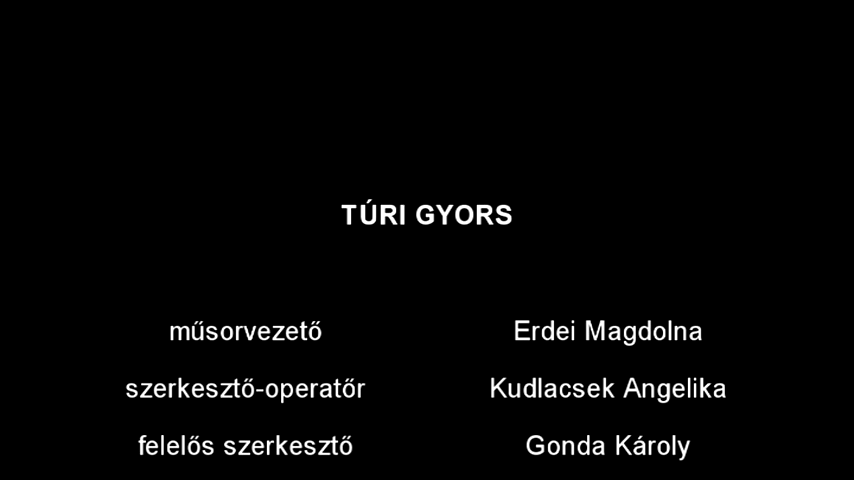 TÚRI GYORS
műsorvezető Erdei Magdolna
szerkesztő-operatőr Kudlacsek Angelika
felelős szerkesztő Gonda Károly